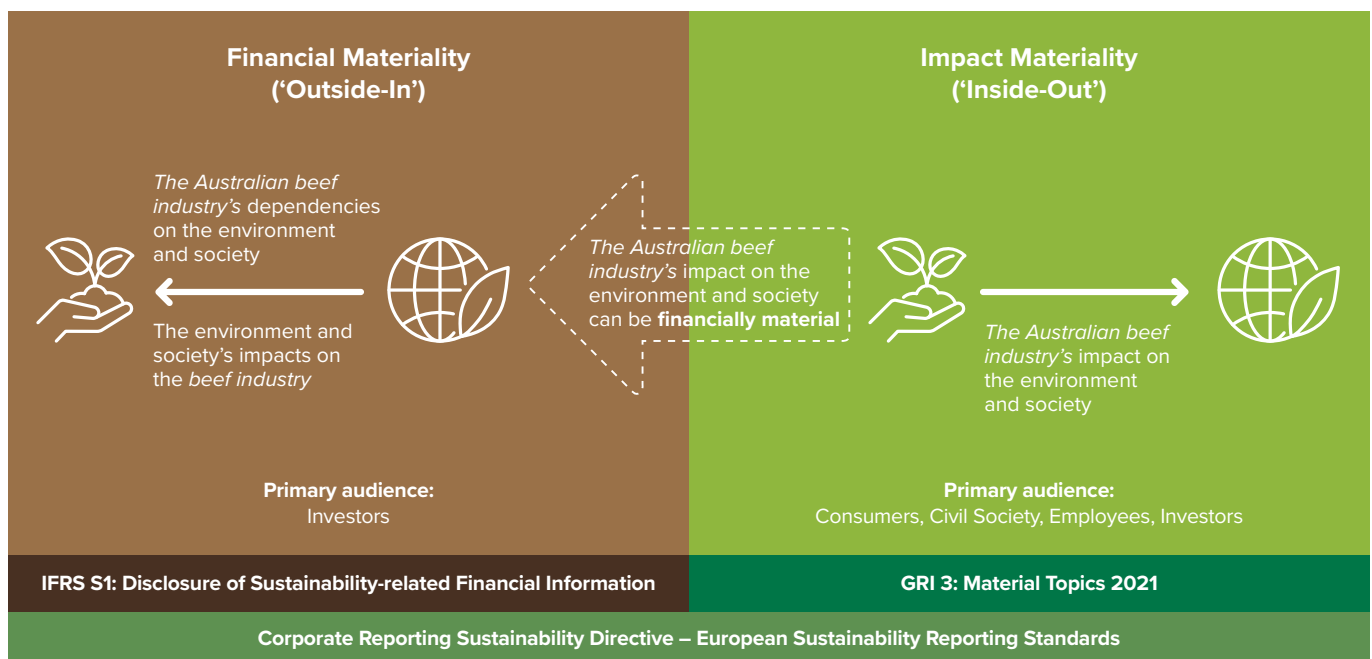 Financial Materiality
(‘Outside-In’)
The Australian beef
industry’s dependencies
on the environment
and society
The environment and
society’s impacts on
the beef industry
Primary audience:
Investors
IFRS S1: Disclosure of Sustainability-related Financial Information
The Australian beef
industry’s impact on the
environment and society
can be financially material
Impact Materiality
(‘Inside-Out’)
The Australian beef
industry’s impact on
the environment
and society
Primary audience:
Consumers, Civil Society, Employees, Investors
GRI 3: Material Topics 2021
Corporate Reporting Sustainability Directive – European Sustainability Reporting Standards